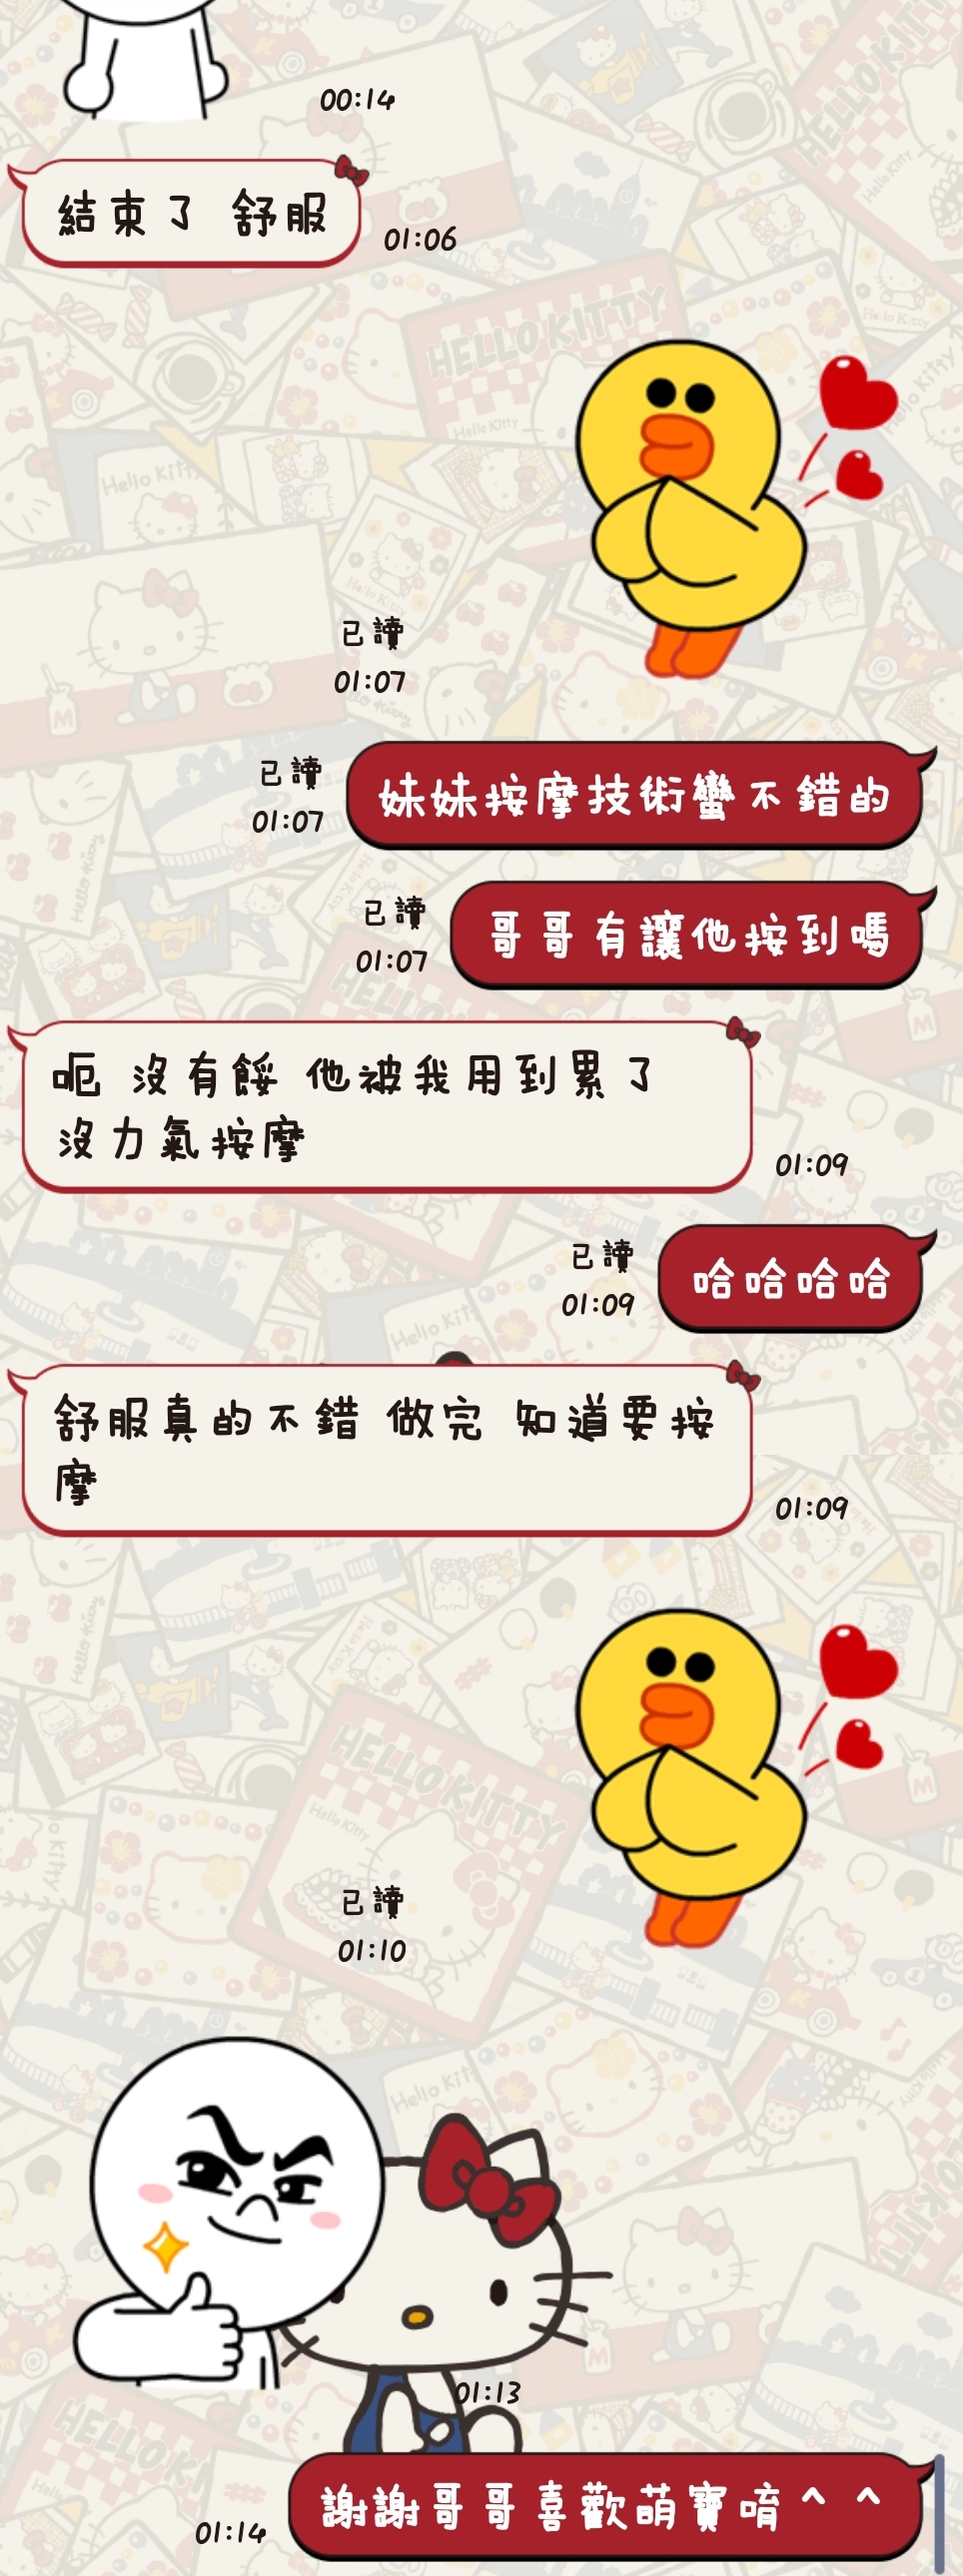 00:14
結束了 舒服
01:06
已讀
01:07
已讀
01:07
妹妹按摩技術蠻不錯的
已讀
01:07
哥哥有讓他按到嗎
呃 沒有餒 他被我用到累了
沒力氣按摩
01:09
已讀
01:09
哈哈哈哈
舒服真的不錯 做完 知道要按
摩
01:09
已讀
01:10
01:13
01:14
謝謝哥哥喜歡萌寶唷^ ^